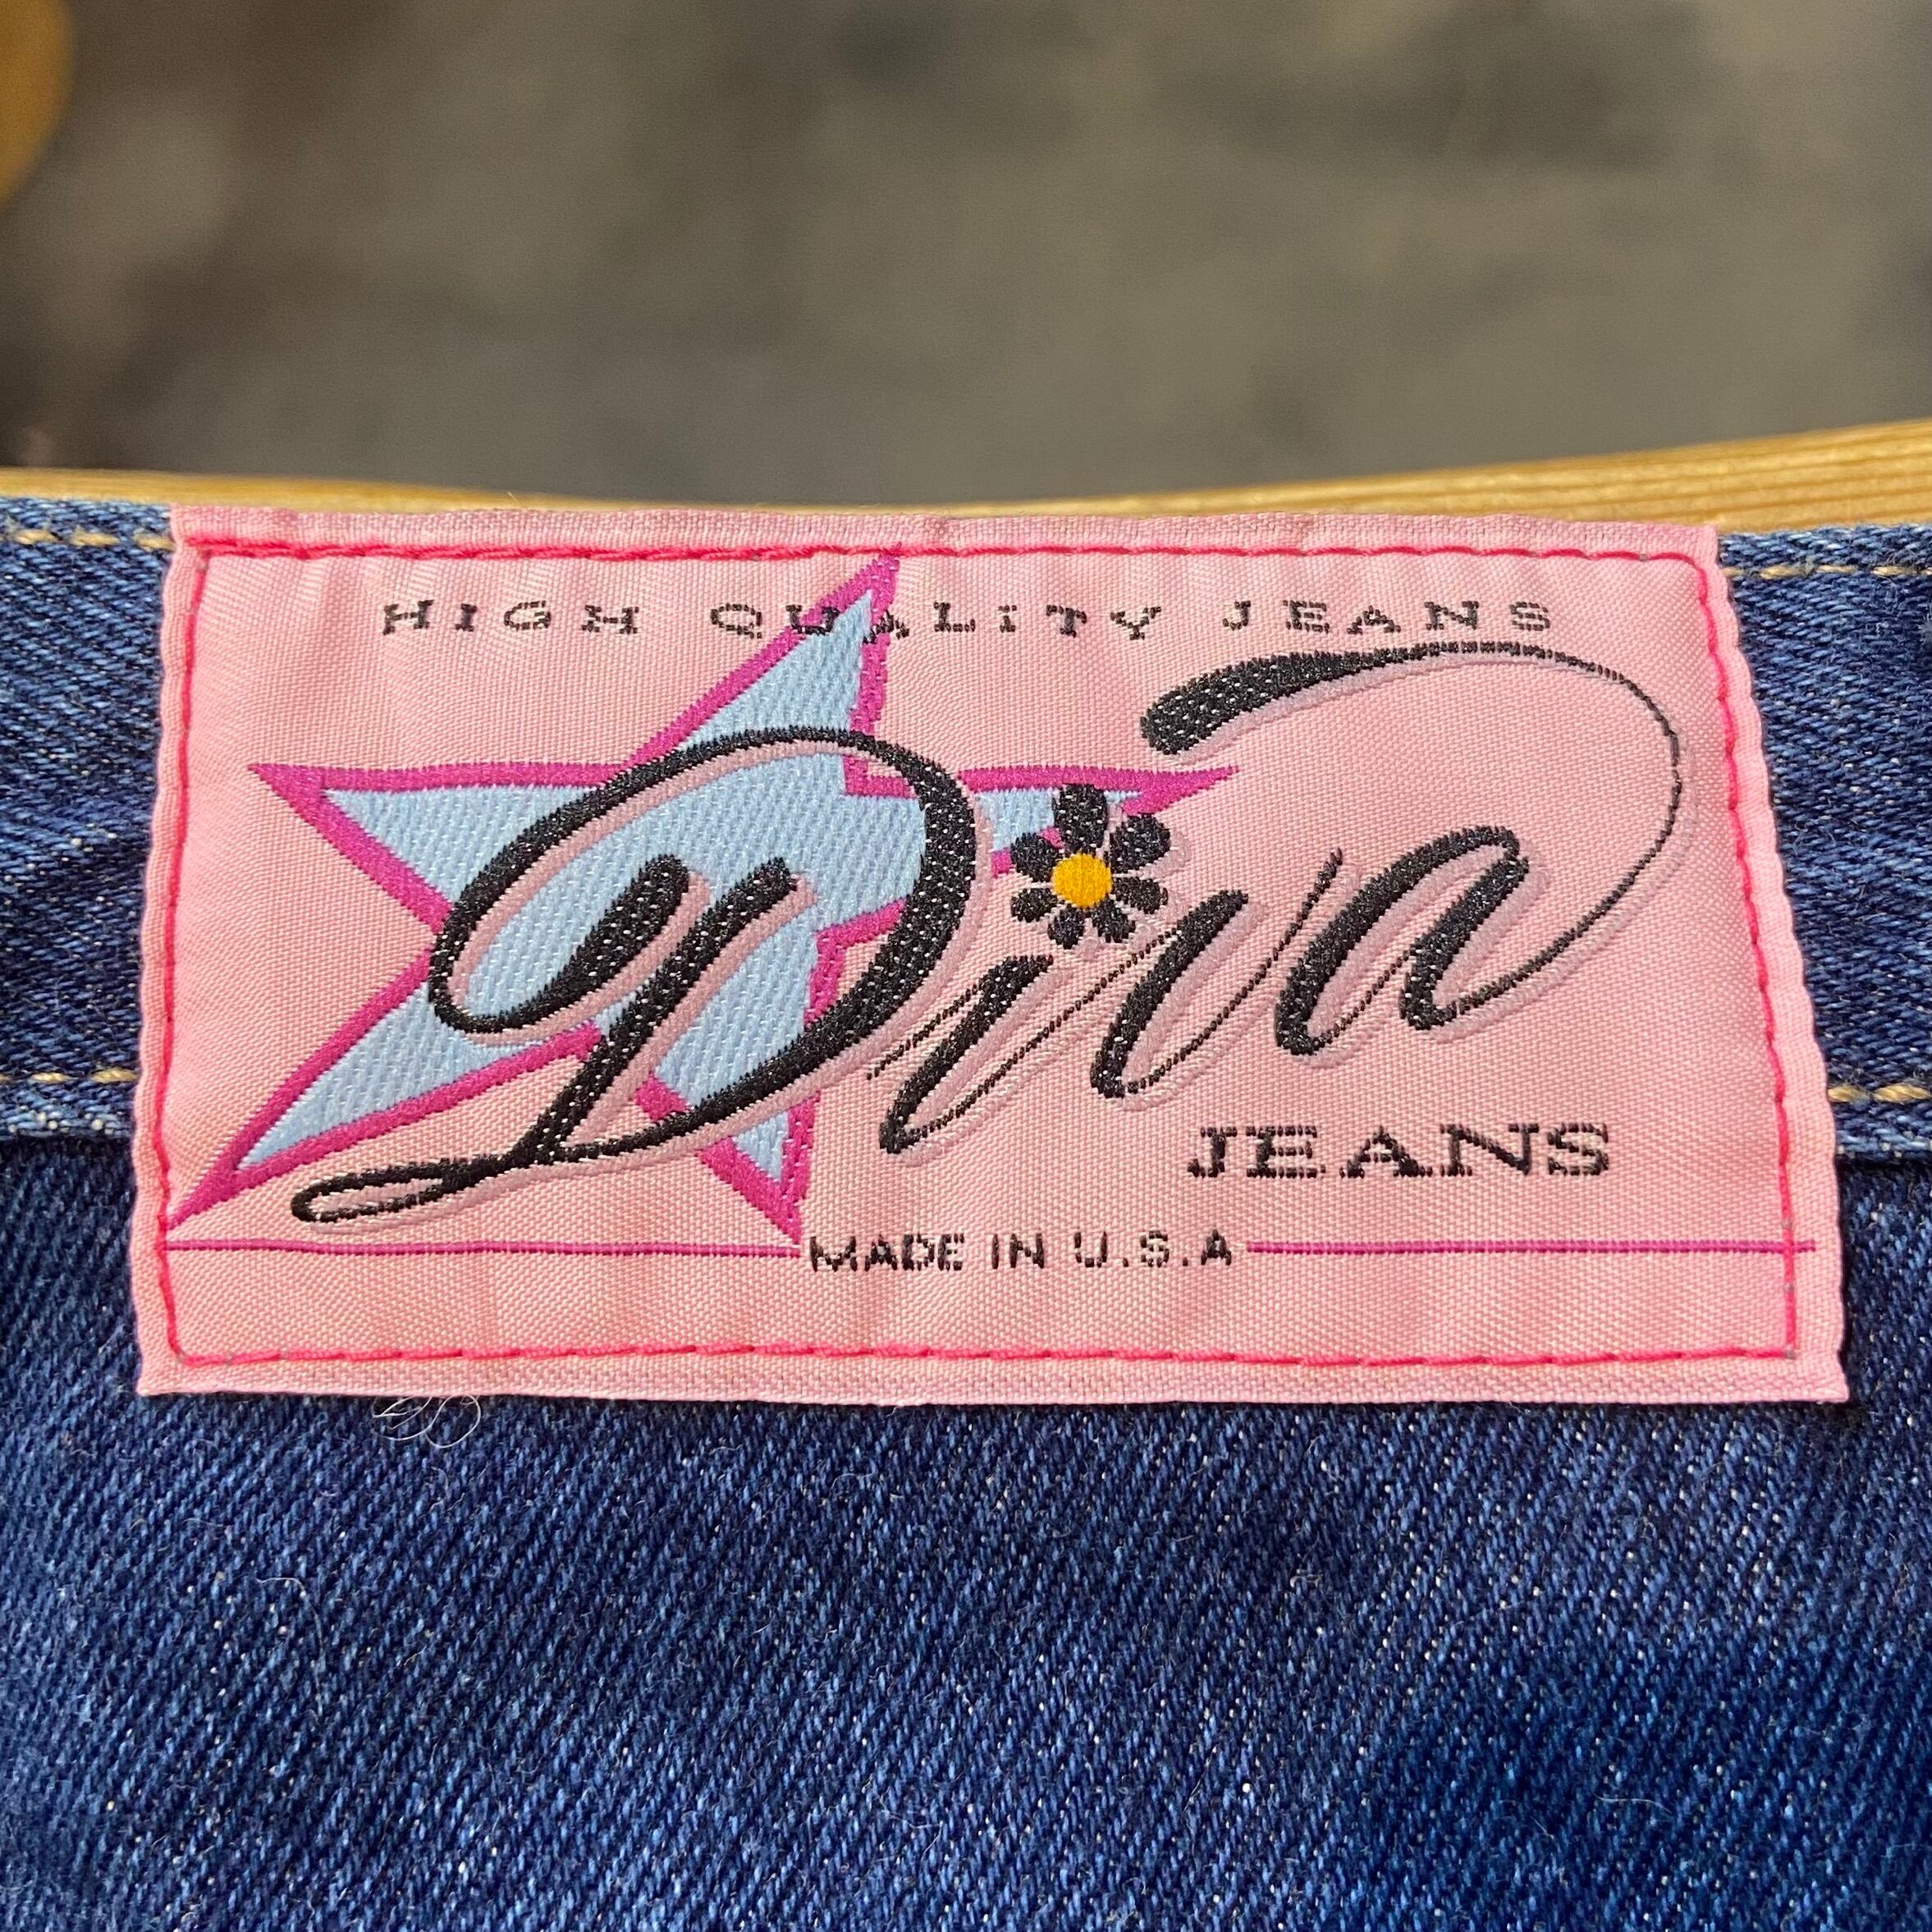 HIGH QUALITY JEANS
Diva
JEANS
MADE IN U.S.A